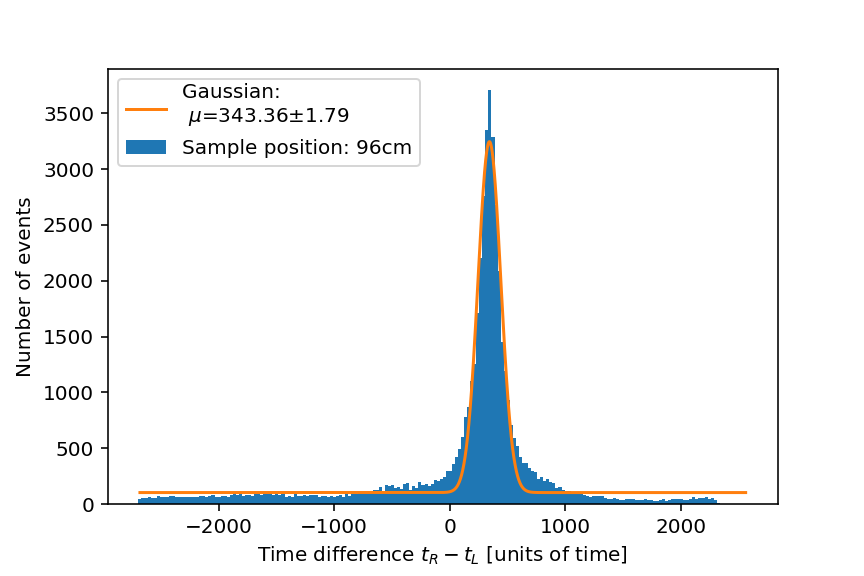 Gaussian:
μ=343.36±1.79
Sample position: 96cm
3500
3000
2500
2000
1500
1000
500
0
Number of events
−2000
−1000
0
1000
2000
Time difference t_R − t_L [units of time]